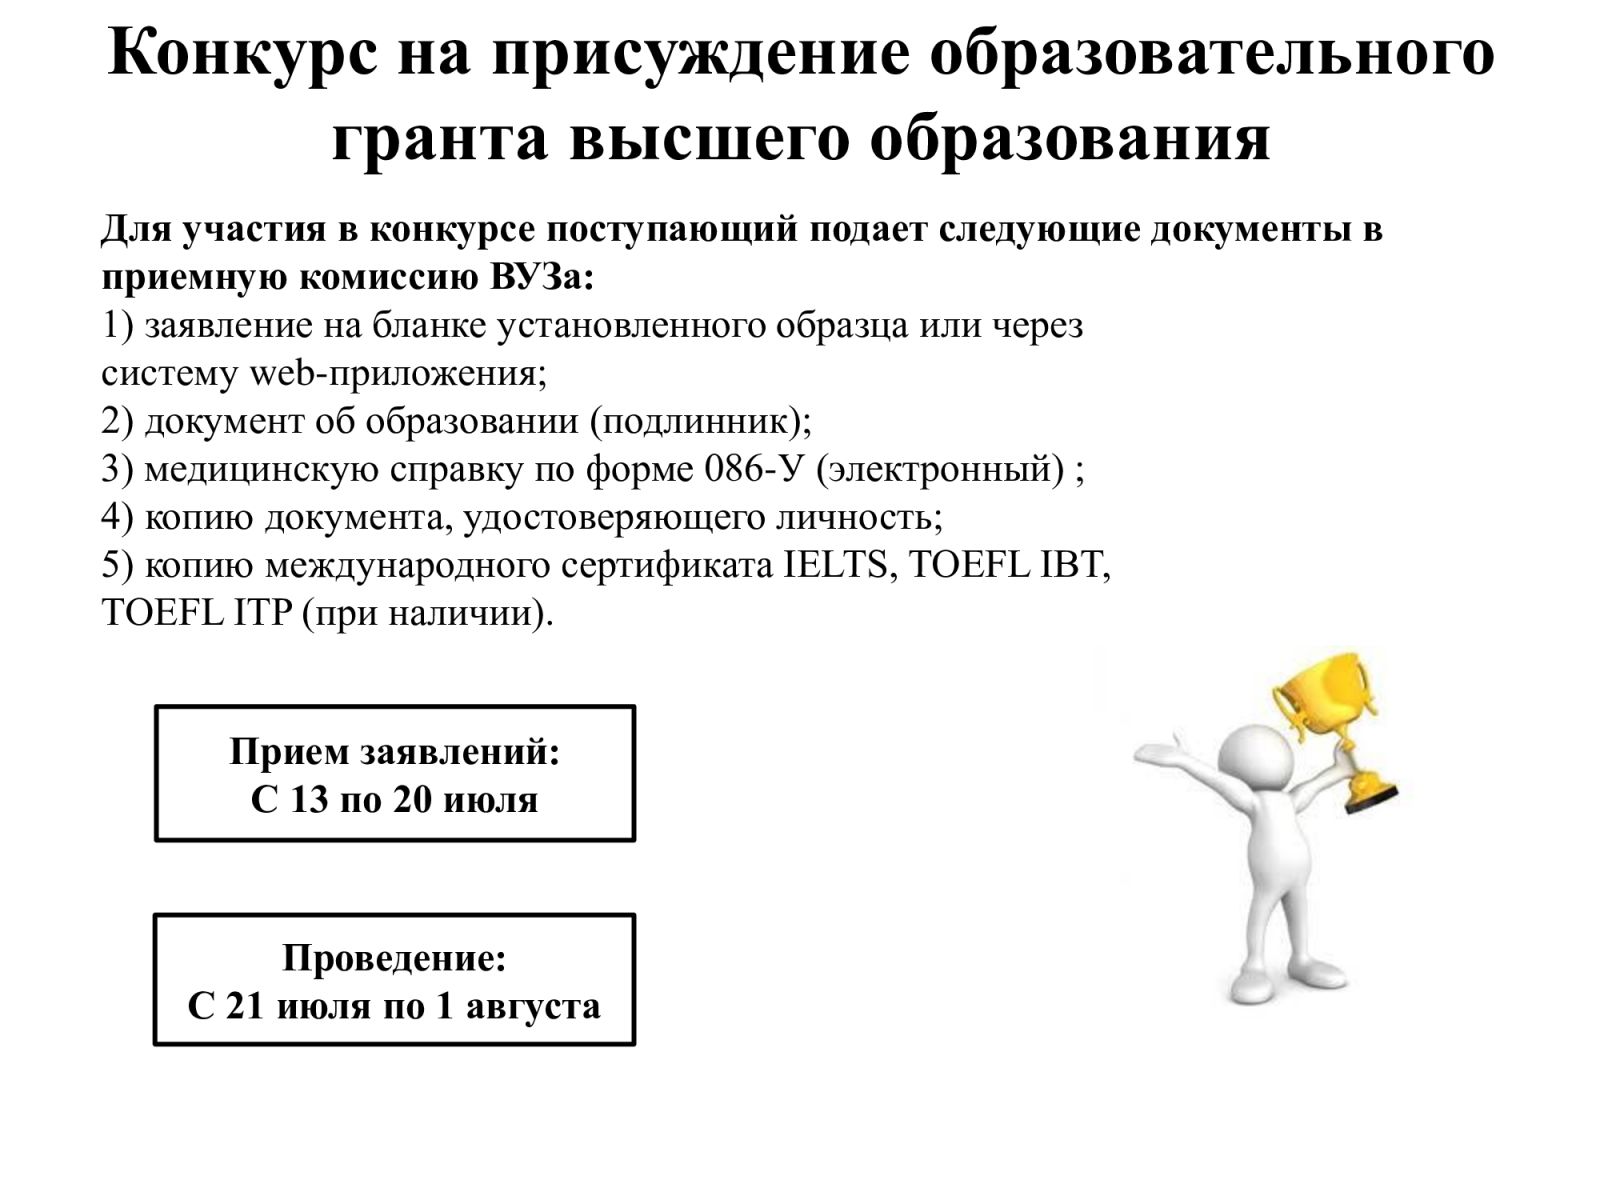 Конкурс на присуждение образовательного
гранта высшего образования
Для участия в конкурсе поступающий подает следующие документы в
приемную комиссию ВУЗа:
1) заявление на бланке установленного образца или через
систему web-приложения;
2) документ об образовании (подлинник);
3) медицинскую справку по форме 086-У (электронный) ;
4) копию документа, удостоверяющего личность;
5) копию международного сертификата IELTS, TOEFL IBT,
TOEFL ITP (при наличии).
Прием заявлений:
С 13 по 20 июля
Проведение:
С 21 июля по 1 августа